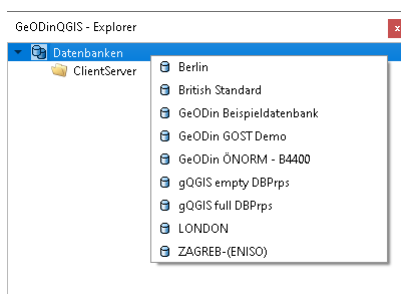 GeODinQGIS - Explorer
x
Datenbanken
ClientServer
Berlin
British Standard
GeODin Beispieldatenbank
GeODin GOST Demo
GeODin ÖNORM - B4400
gQGIS empty DBPrps
gQGIS full DBPrps
LONDON
ZAGREB-(ENISO)